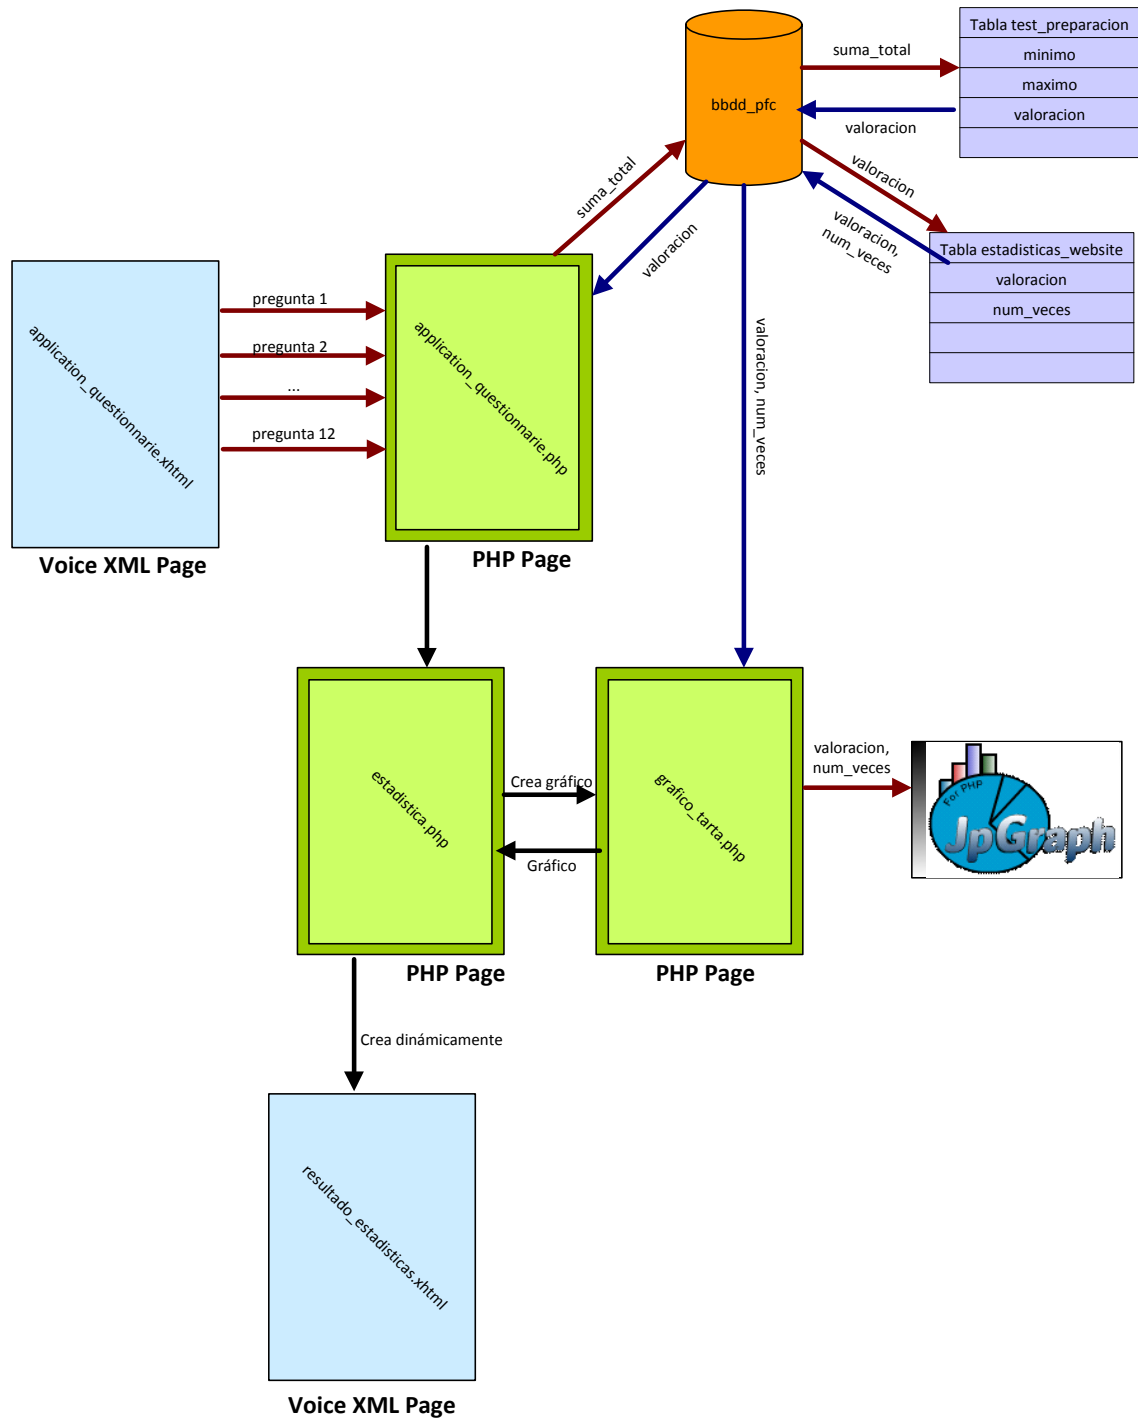 Tabla test_preparacion
minimo
maximo
valoracion
suma_total
valoracion
bbdd_pfc
suma_total
valoracion
valoracion
valoracion,
num_veces
Tabla estadisticas_website
valoracion
num_veces
valoracion, num_veces
application_questionnarie.xhtml
pregunta 1
pregunta 2
...
pregunta 12
application_questionnarie.php
Voice XML Page
PHP Page
estadistica.php
Crea gráfico
Gráfico
grafico_tarta.php
valoracion,
num_veces
For PHP
JpGraph
PHP Page
PHP Page
Crea dinámicamente
resultado_estadisticas.xhtml
Voice XML Page